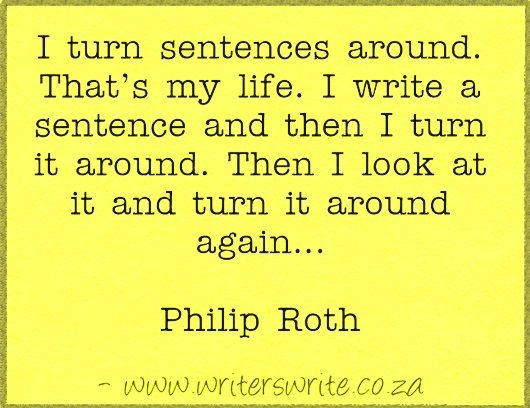 I turn sentences around.
That's my life. I write a
sentence and then I turn
it around. Then I look at
it and turn it around
again...
Philip Roth
- www.writerswrite.co.za